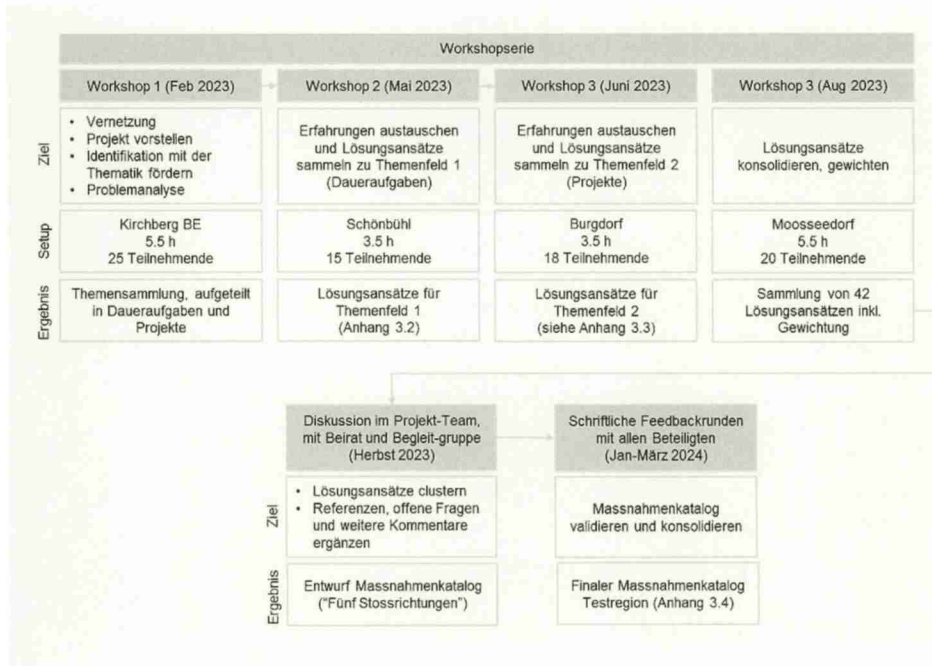 Workshopserie
Workshop 1 (Feb 2023)
Workshop 2 (Mai 2023)
Workshop 3 (Juni 2023)
Workshop 3 (Aug 2023)
Ziel
• Vernetzung
• Projekt vorstellen
• Identifikation mit der
Thematik fördern
• Problemanalyse
Erfahrungen austauschen
und Lösungsansätze
sammeln zu Themenfeld 1
(Daueraufgaben)
Erfahrungen austauschen
und Lösungsansätze
sammeln zu Themenfeld 2
(Projekte)
Lösungsansätze
konsolidieren, gewichten
Setup
Kirchberg BE
5.5 h
25 Teilnehmende
Schönbühl
3.5 h
15 Teilnehmende
Burgdorf
3.5 h
18 Teilnehmende
Moosseedorf
5.5 h
20 Teilnehmende
Ergebnis
Themensammlung, aufgeteilt
in Daueraufgaben und
Projekte
Lösungsansätze für
Themenfeld 1
(Anhang 3.2)
Lösungsansätze für
Themenfeld 2
(siehe Anhang 3.3)
Sammlung von 42
Lösungsansätzen inkl.
Gewichtung
Diskussion im Projekt-Team,
mit Beirat und Begleit-gruppe
(Herbst 2023)
Schriftliche Feedbackrunden
mit allen Beteiligten
(Jan-März 2024)
Ziel
• Lösungsansätze clustern
• Referenzen, offene Fragen
und weitere Kommentare
ergänzen
Massnahmenkatalog
validieren und konsolidieren
Ergebnis
Entwurf Massnahmenkatalog
("Fünf Stossrichtungen")
Finaler Massnahmenkatalog
Testregion (Anhang 3.4)